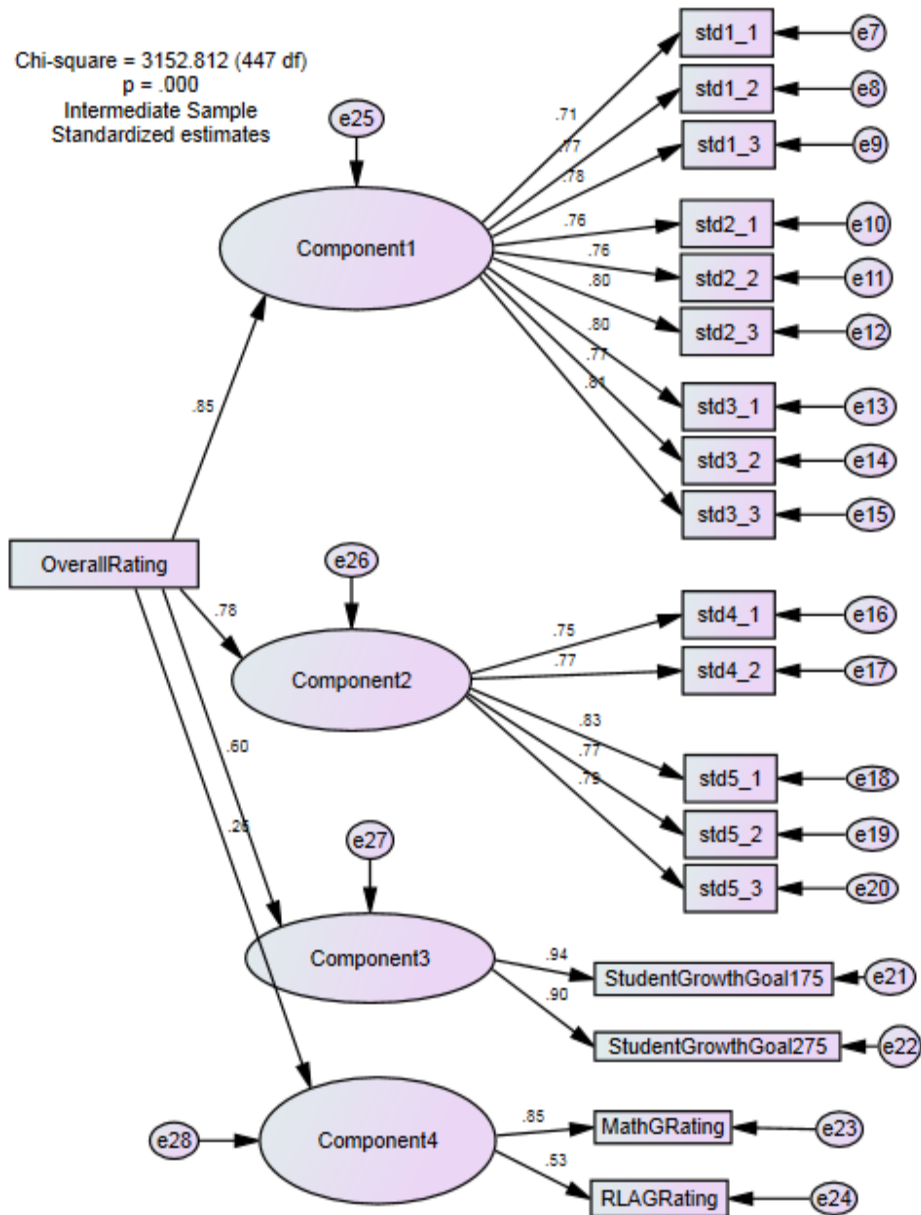 Chi-square = 3152.812 (447 df)
p = .000
Intermediate Sample
Standardized estimates
e25
Component1
.71
.77
.78
.76
.76
.80
.80
.77
.81
std1_1
e7
std1_2
e8
std1_3
e9
std2_1
e10
std2_2
e11
std2_3
e12
std3_1
e13
std3_2
e14
std3_3
e15
.85
OverallRating
.78
.60
e26
Component2
.75
.77
.83
.77
.79
std4_1
e16
std4_2
e17
std5_1
e18
std5_2
e19
std5_3
e20
e27
Component3
.94
.90
StudentGrowthGoal175
e21
StudentGrowthGoal275
e22
e28
Component4
.85
.53
MathGRating
e23
RLAGRating
e24